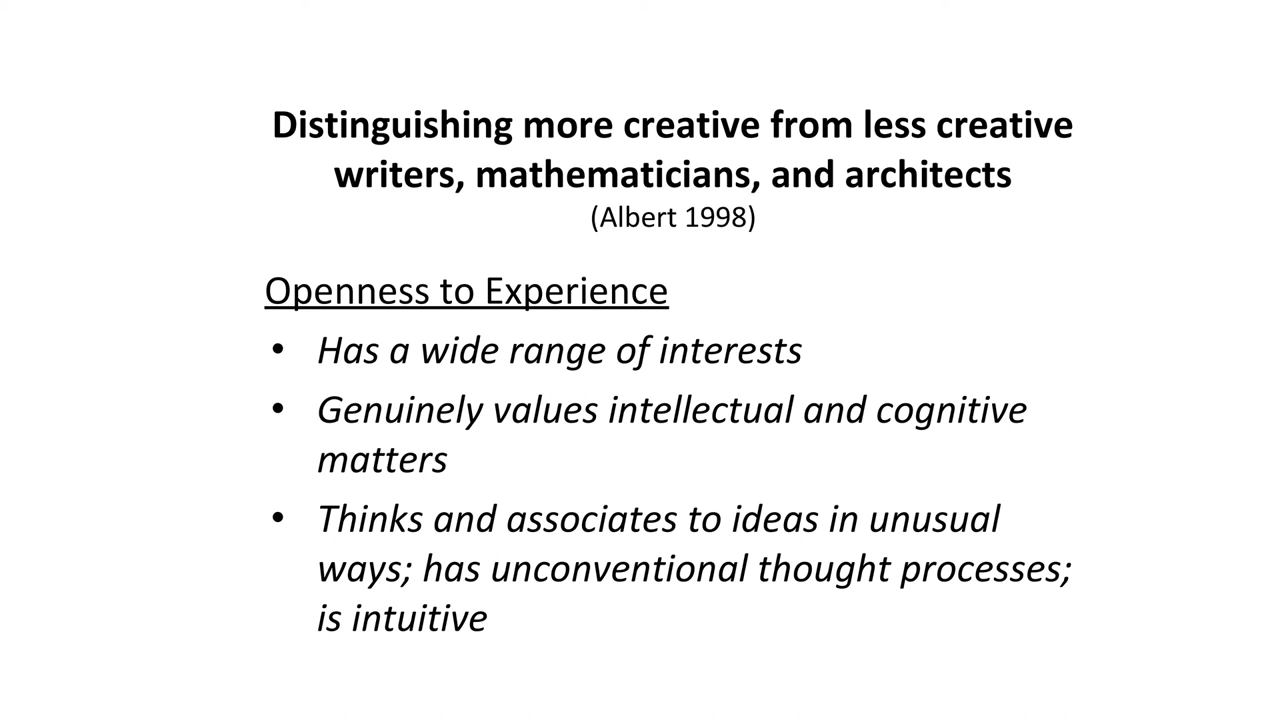 Distinguishing more creative from less creative
writers, mathematicians, and architects
(Albert 1998)
Openness to Experience
• Has a wide range of interests
• Genuinely values intellectual and cognitive
matters
• Thinks and associates to ideas in unusual
ways; has unconventional thought processes;
is intuitive